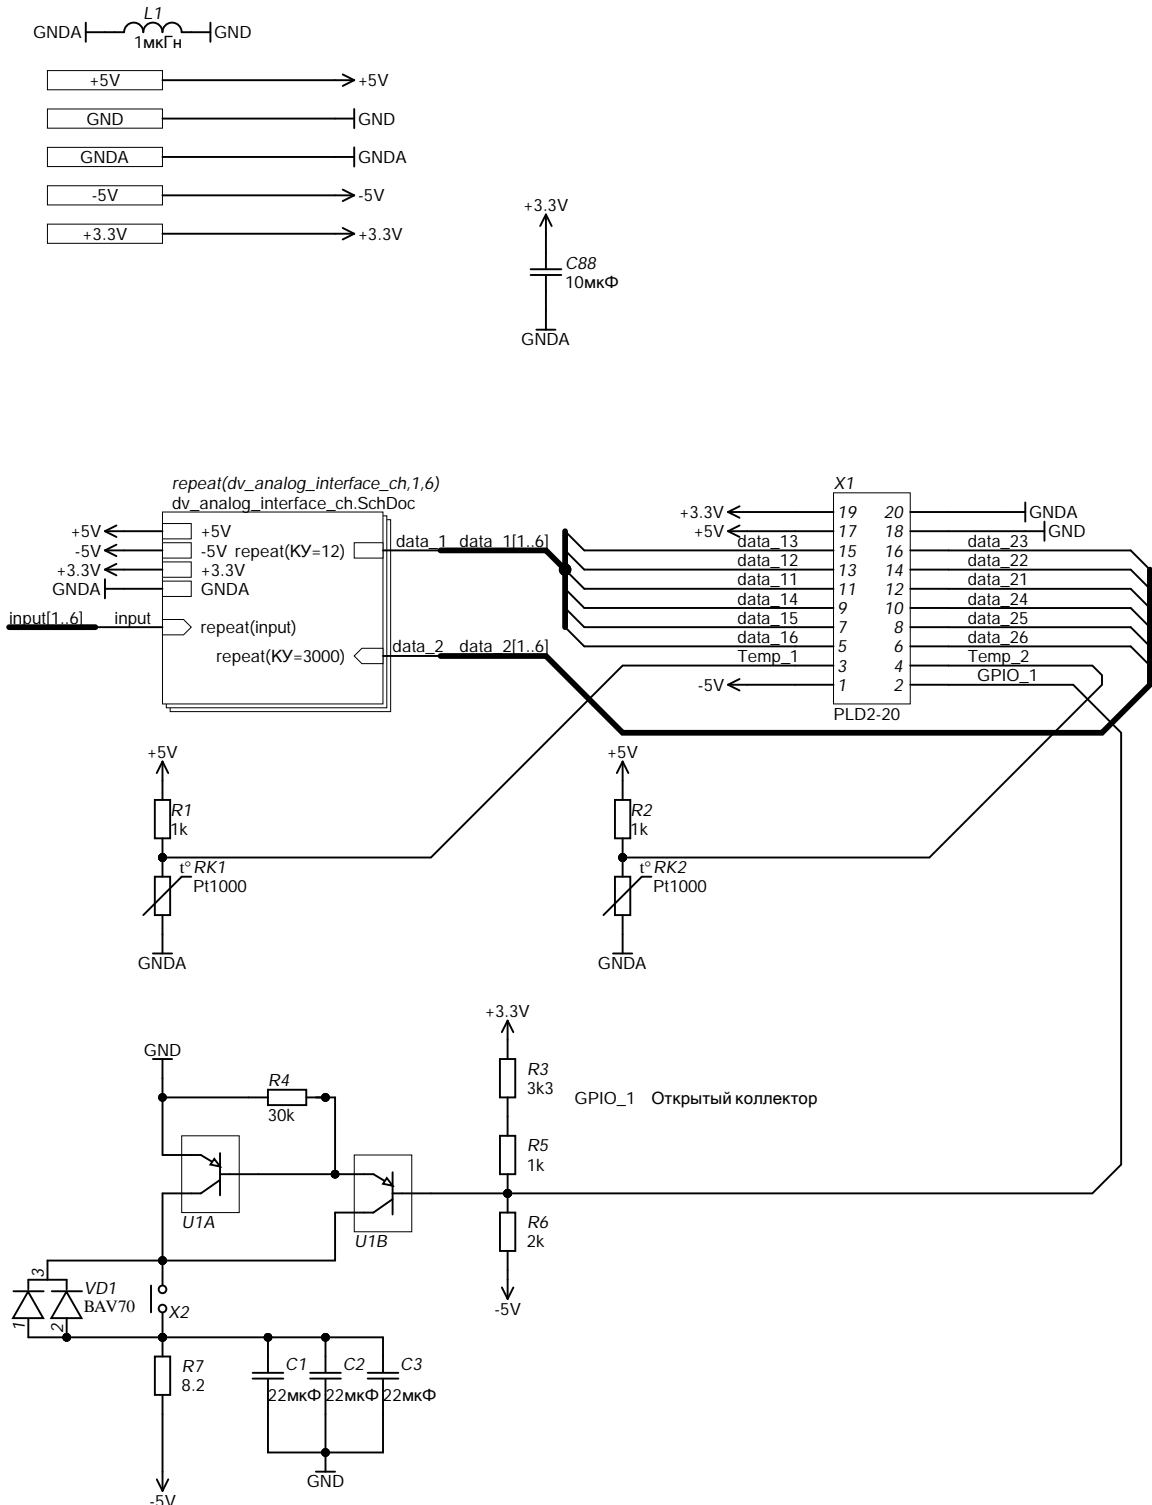 L1
GNDA
GND
1мкГн
+5V
+5V
GND
GND
GNDA
GNDA
-5V
-5V
+3.3V
+3.3V
+3.3V
C88
10мкФ
GNDA
repeat(dv_analog_interface_ch,1,6)
dv_analog_interface_ch.SchDoc
+5V
+5V
-5V
-5V
repeat(КУ=12)
data_1
data_1[1..6]
+3.3V
+3.3V
GNDA
GNDA
input[1..6]
input
repeat(input)
repeat(КУ=3000)
data_2
data_2[1..6]
X1
+3.3V
19
20
GNDA
+5V
17
18
GND
data_13
15
16
data_23
data_12
13
14
data_22
data_11
11
12
data_21
data_14
9
10
data_24
data_15
7
8
data_25
data_16
5
6
data_26
Temp_1
3
4
Temp_2
-5V
1
2
GPIO_1
PLD2-20
+5V
R1
1k
t° RK1
Pt1000
GNDA
+5V
R2
1k
t° RK2
Pt1000
GNDA
+3.3V
R3
3k3
GPIO_1 Открытый коллектор
R5
1k
R6
2k
-5V
GND
R4
30k
U1A
U1B
3
VD1
BAV70
1
2
X2
R7
8.2
C1
22мкФ
C2
22мкФ
C3
22мкФ
GND
-5V